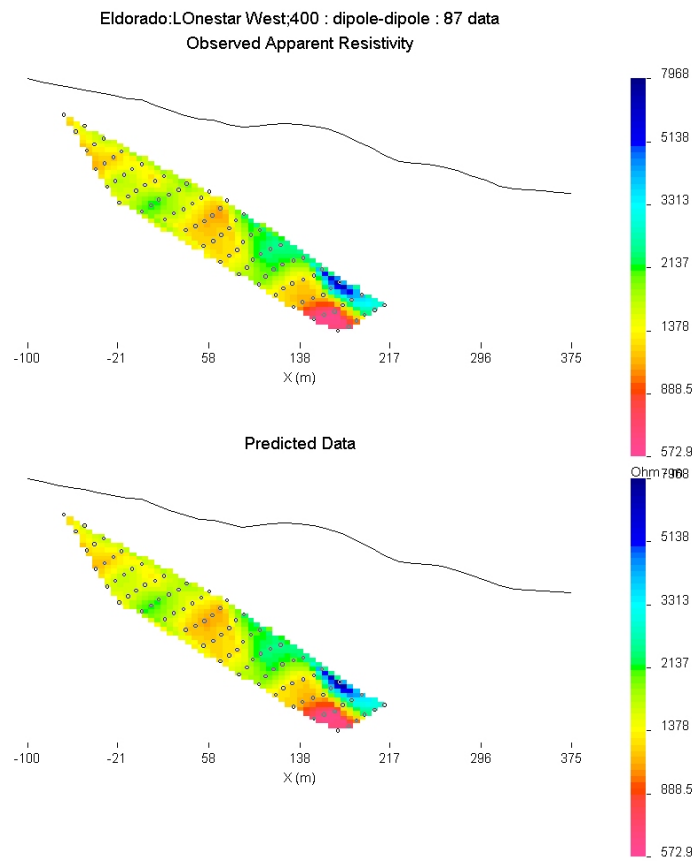 Eldorado:LOnestar West;400 : dipole-dipole : 87 data
Observed Apparent Resistivity
7968
5138
3313
2137
1378
888.5
572.9
-100 -21 58 138 217 296 375
X (m)
Predicted Data
7968
5138
3313
2137
1378
888.5
572.9
-100 -21 58 138 217 296 375
X (m)